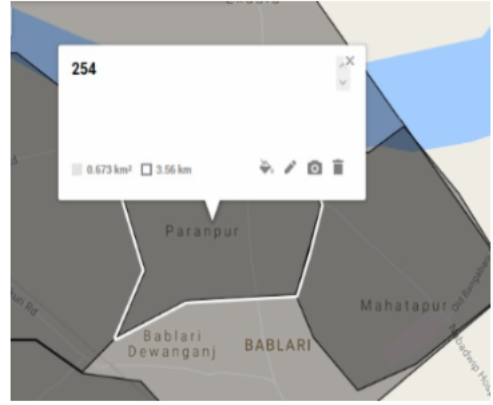 254
0.673 km² 3.56 km
Paranpur
Mahatapur
Bablari
Dewanganj
BABLARI